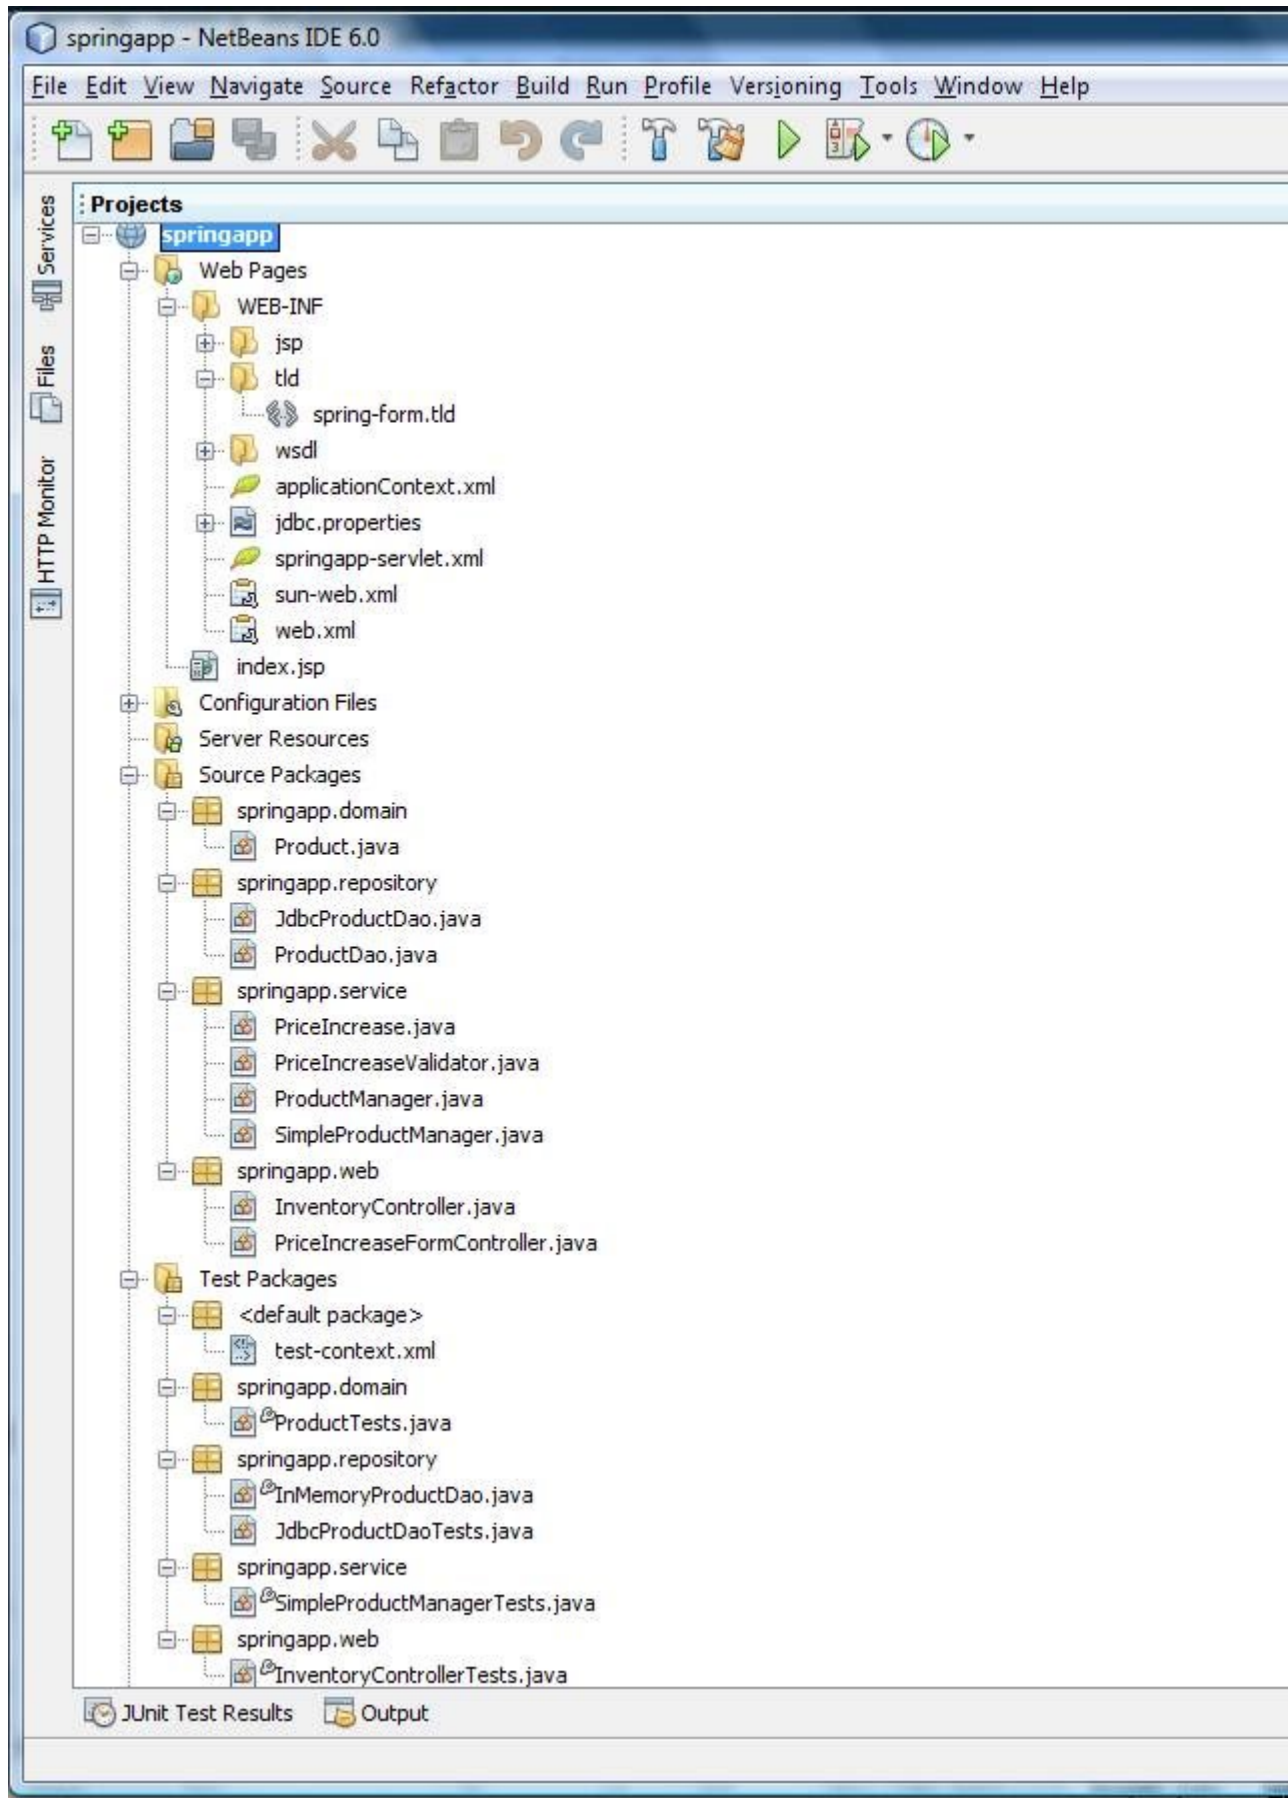 springapp - NetBeans IDE 6.0
File Edit View Navigate Source Refactor Build Run Profile Versioning Tools Window Help
Services
Files
HTTP Monitor
Projects
springapp
Web Pages
WEB-INF
jsp
tld
spring-form.tld
wsdl
applicationContext.xml
jdbc.properties
springapp-servlet.xml
sun-web.xml
web.xml
index.jsp
Configuration Files
Server Resources
Source Packages
springapp.domain
Product.java
springapp.repository
JdbcProductDao.java
ProductDao.java
springapp.service
PriceIncrease.java
PriceIncreaseValidator.java
ProductManager.java
SimpleProductManager.java
springapp.web
InventoryController.java
PriceIncreaseFormController.java
Test Packages
<default package>
test-context.xml
springapp.domain
ProductTests.java
springapp.repository
InMemoryProductDao.java
JdbcProductDaoTests.java
springapp.service
SimpleProductManagerTests.java
springapp.web
InventoryControllerTests.java
JUnit Test Results Output